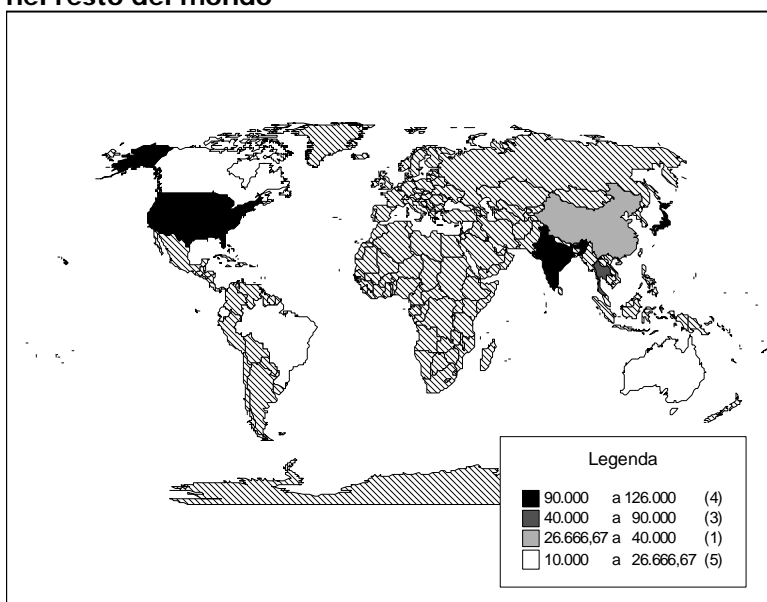 nel resto del mondo
Legenda
90.000 a 126.000 (4)
40.000 a 90.000 (3)
26.666,67 a 40.000 (1)
10.000 a 26.666,67 (5)